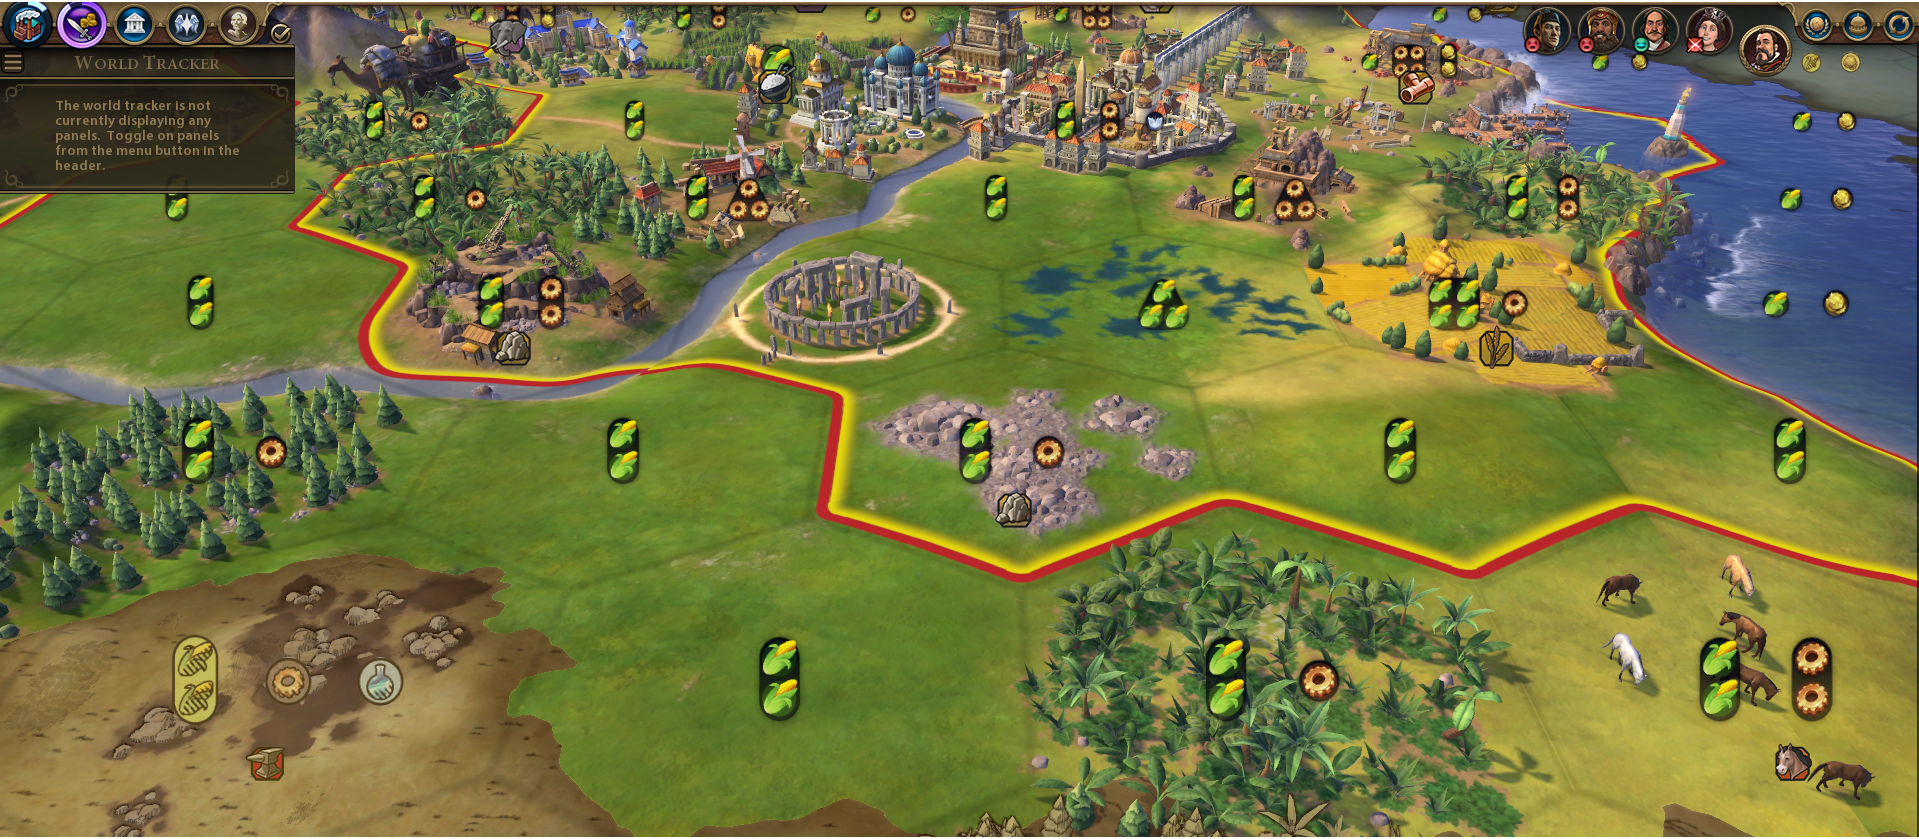 WORLD TRACKER
The world tracker is not
currently displaying any
panels. Toggle on panels
from the menu button in the
header.